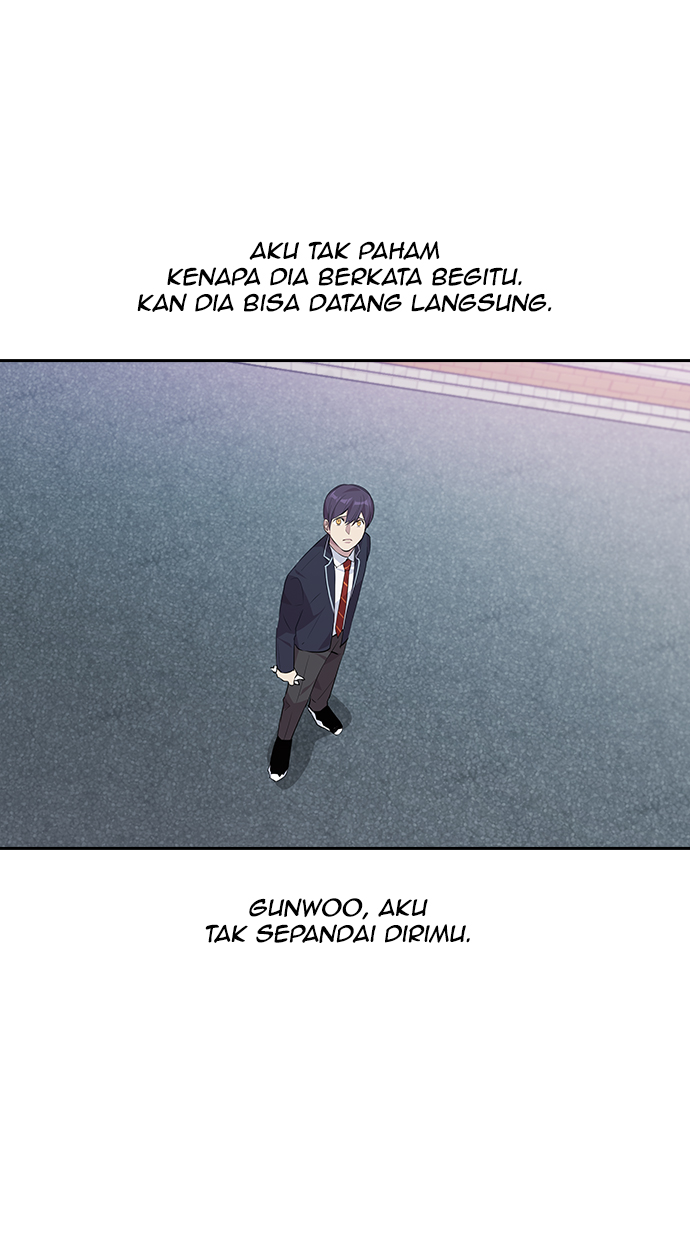 AKU TAK PAHAM
KENAPA DIA BERKATA BEGITU.
KAN DIA BISA DATANG LANGSUNG.
GUNWOO, AKU
TAK SEPANDAI DIRIMU.